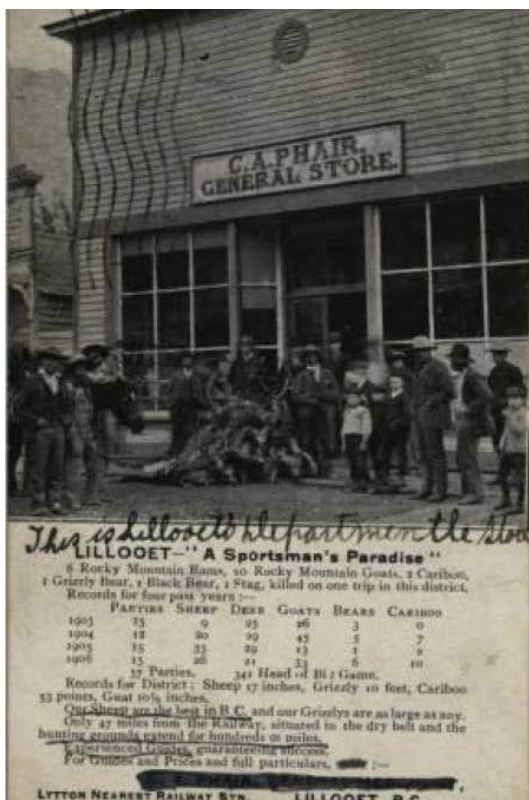 C.A. PHAIR.
GENERAL STORE.
This is Lillooets department the store
LILLOOET—"A Sportsman's Paradise"
6 Rocky Mountain Rams, 10 Rocky Mountain Goats, 2 Caribou,
1 Grizzly Bear, 1 Black Bear, 1 Stag, killed on one trip in this district.
Records for four past years :—
PARTIES SHEEP DEER GOATS BEARS CARIBOO
1903 15 9 25 26 3 0
1904 12 20 19 45 5 7
1905 15 33 29 13 1 2
1906 15 26 21 33 6 10
57 Parties. 341 Head of Big Game.
Records for District : Sheep 17 inches, Grizzly 10 feet, Cariboo
53 points, Goat 10½ inches.
Our Sheep are the best in B.C. and our Grizzlys are as large as any.
Only 47 miles from the Railway, situated in the dry belt and the
hunting grounds extend for hundreds of miles.
Experienced Guides, guaranteeing success.
For Guides and Prices and full particulars, :—
LYTTON NEAREST RAILWAY STN. LILLOOET, B.C.